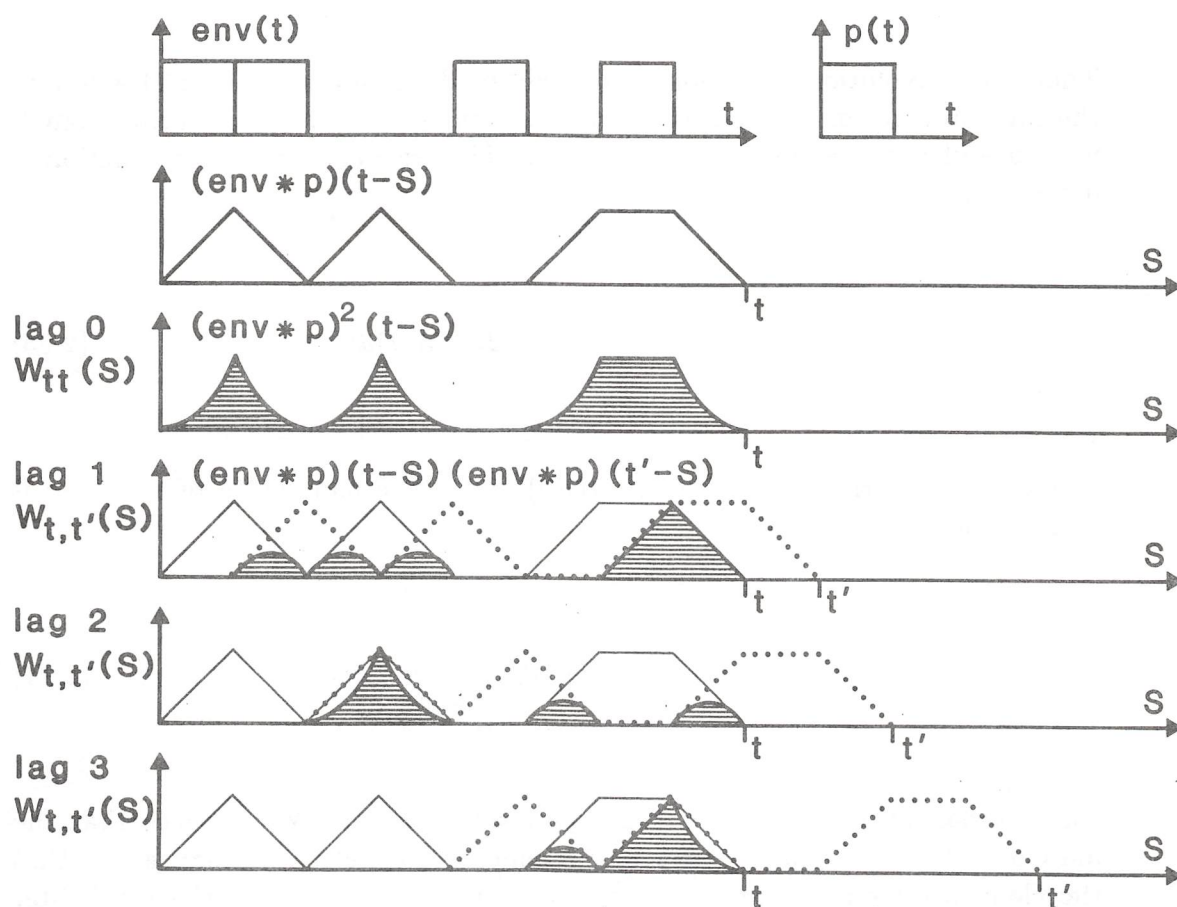 env(t)
t
p(t)
t
(env * p)(t-S)
S
t
lag 0
W_tt(S)
(env * p)² (t-S)
S
t
lag 1
W_t,t′(S)
(env * p)(t-S)(env * p)(t′-S)
S
t
t′
lag 2
W_t,t′(S)
S
t
t′
lag 3
W_t,t′(S)
S
t
t′